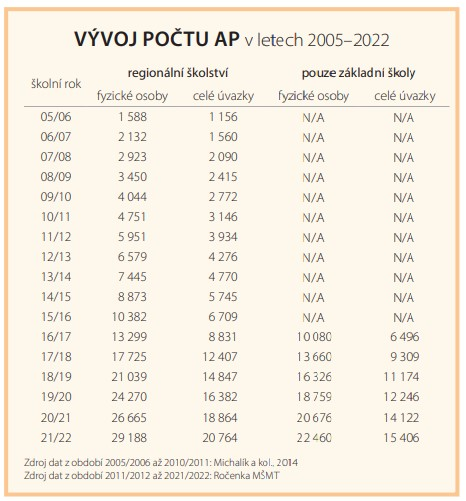 VÝVOJ POČTU AP v letech 2005–2022
školní rok regionální školství pouze základní školy
fyzické osoby celé úvazky fyzické osoby celé úvazky
05/06 1 588 1 156 N/A N/A
06/07 2 132 1 560 N/A N/A
07/08 2 923 2 090 N/A N/A
08/09 3 450 2 415 N/A N/A
09/10 4 044 2 772 N/A N/A
10/11 4 751 3 146 N/A N/A
11/12 5 951 3 934 N/A N/A
12/13 6 579 4 276 N/A N/A
13/14 7 445 4 770 N/A N/A
14/15 8 873 5 745 N/A N/A
15/16 10 382 6 709 N/A N/A
16/17 13 299 8 831 10 080 6 496
17/18 17 725 12 407 13 660 9 309
18/19 21 039 14 847 16 326 11 174
19/20 24 270 16 382 18 759 12 246
20/21 26 665 18 864 20 676 14 122
21/22 29 188 20 764 22 460 15 406
Zdroj dat z období 2005/2006 až 2010/2011: Michalík a kol., 2014
Zdroj dat z období 2011/2012 až 2021/2022: Ročenka MŠMT